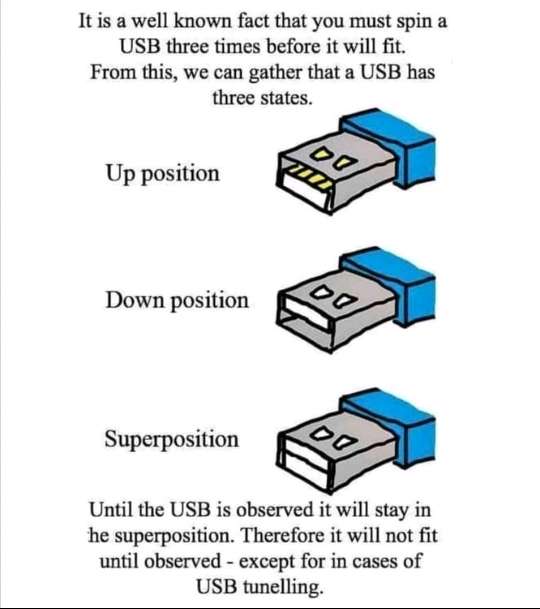 It is a well known fact that you must spin a
USB three times before it will fit.
From this, we can gather that a USB has
three states.
Up position
Down position
Superposition
Until the USB is observed it will stay in
he superposition. Therefore it will not fit
until observed - except for in cases of
USB tunelling.